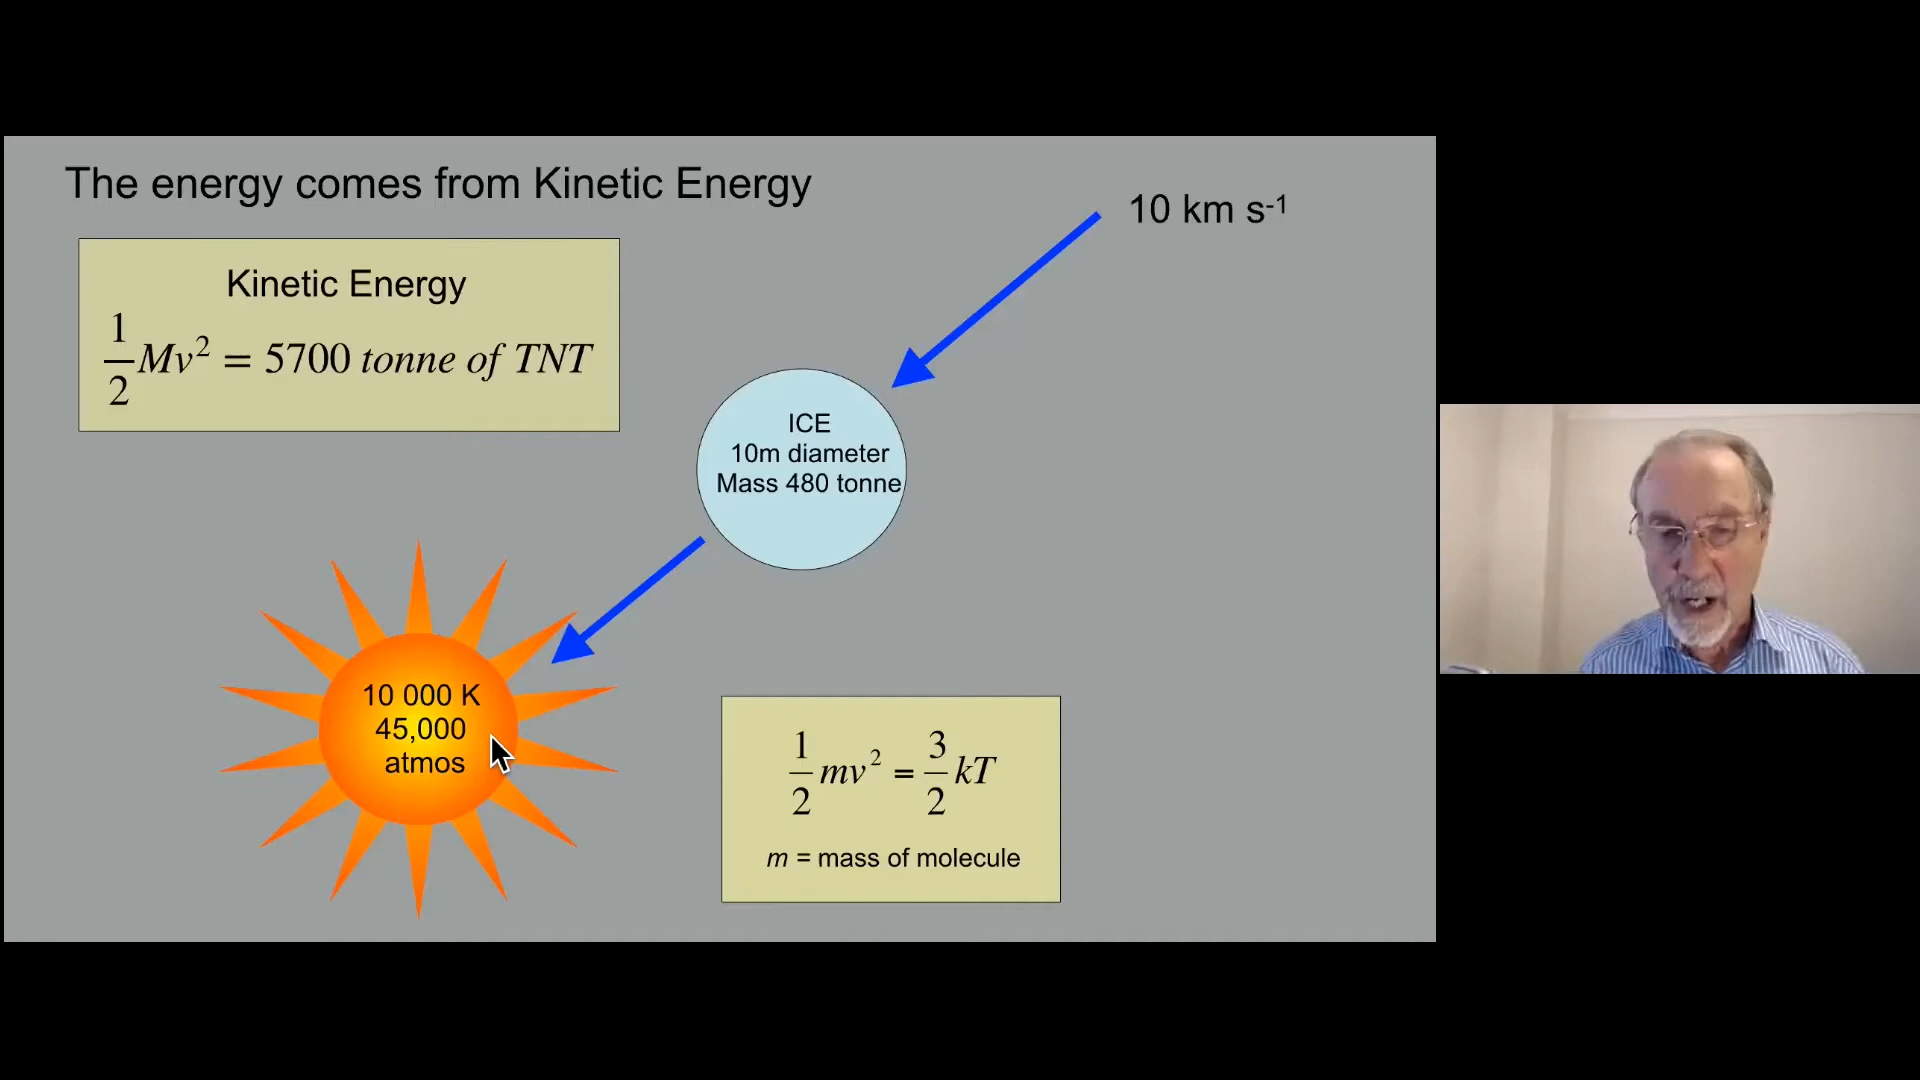 The energy comes from Kinetic Energy
10 km s-1
Kinetic Energy
1/2 Mv² = 5700 tonne of TNT
ICE
10m diameter
Mass 480 tonne
10 000 K
45,000
atmos
1/2 mv² = 3/2 kT
m = mass of molecule